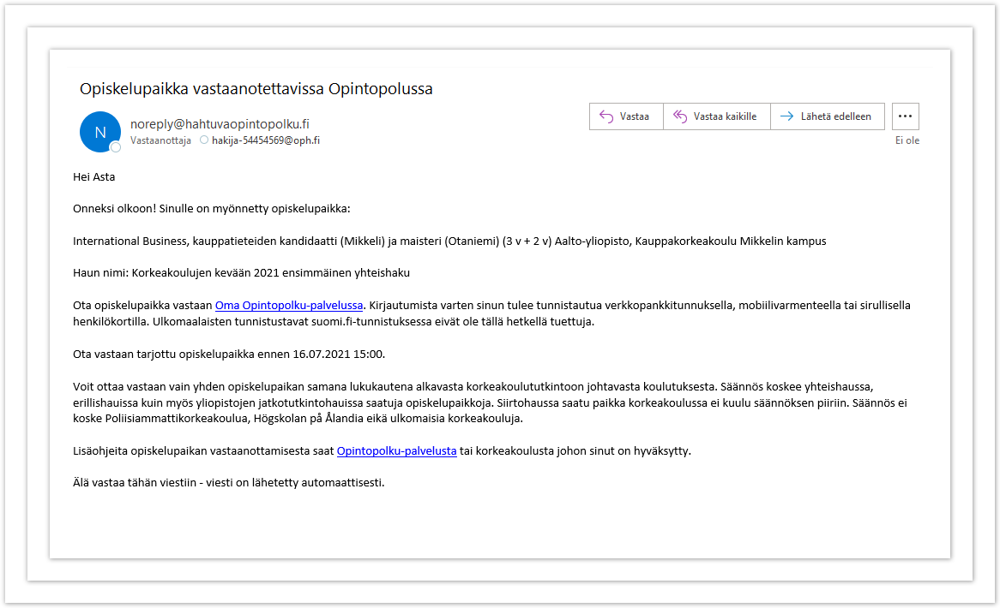 Opiskelupaikka vastaanotettavissa Opintopolussa
N
noreply@hahtuvaopintopolku.fi
Vastaanottaja hakija-54454569@oph.fi
Vastaa
Vastaa kaikille
Lähetä edelleen
Ei ole
Hei Asta
Onneksi olkoon! Sinulle on myönnetty opiskelupaikka:
International Business, kauppatieteiden kandidaatti (Mikkeli) ja maisteri (Otaniemi) (3 v + 2 v) Aalto-yliopisto, Kauppakorkeakoulu Mikkelin kampus
Haun nimi: Korkeakoulujen kevään 2021 ensimmäinen yhteishaku
Ota opiskelupaikka vastaan Oma Opintopolku-palvelussa. Kirjautumista varten sinun tulee tunnistautua verkkopankkitunnuksella, mobiilivarmenteella tai sirullisella
henkilökortilla. Ulkomaalaisten tunnistustavat suomi.fi-tunnistuksessa eivät ole tällä hetkellä tuettuja.
Ota vastaan tarjottu opiskelupaikka ennen 16.07.2021 15:00.
Voit ottaa vastaan vain yhden opiskelupaikan samana lukukautena alkavasta korkeakoulututkintoon johtavasta koulutuksesta. Säännös koskee yhteishaussa,
erillishauissa kuin myös yliopistojen jatkotutkintohauissa saatuja opiskelupaikkoja. Siirtohaussa saatu paikka korkeakoulussa ei kuulu säännöksen piiriin. Säännös ei
koske Poliisiammattikorkeakoulua, Högskolan på Ålandia eikä ulkomaisia korkeakouluja.
Lisäohjeita opiskelupaikan vastaanottamisesta saat Opintopolku-palvelusta tai korkeakoulusta johon sinut on hyväksytty.
Älä vastaa tähän viestiin - viesti on lähetetty automaattisesti.